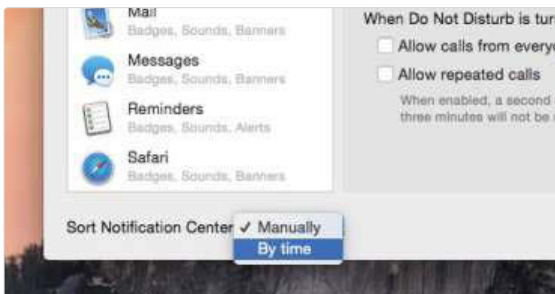 Mail
Badges, Sounds, Banners
Messages
Badges, Sounds, Banners
Reminders
Badges, Sounds, Alerts
Safari
Badges, Sounds, Banners
When Do Not Disturb is tur
Allow calls from everyo
Allow repeated calls
When enabled, a second
three minutes will not be
Sort Notification Center
✓ Manually
By time